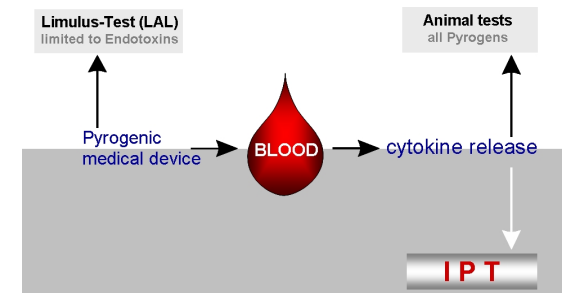 Limulus-Test (LAL)
limited to Endotoxins
Animal tests
all Pyrogens
Pyrogenic
medical device
BLOOD
cytokine release
IPT